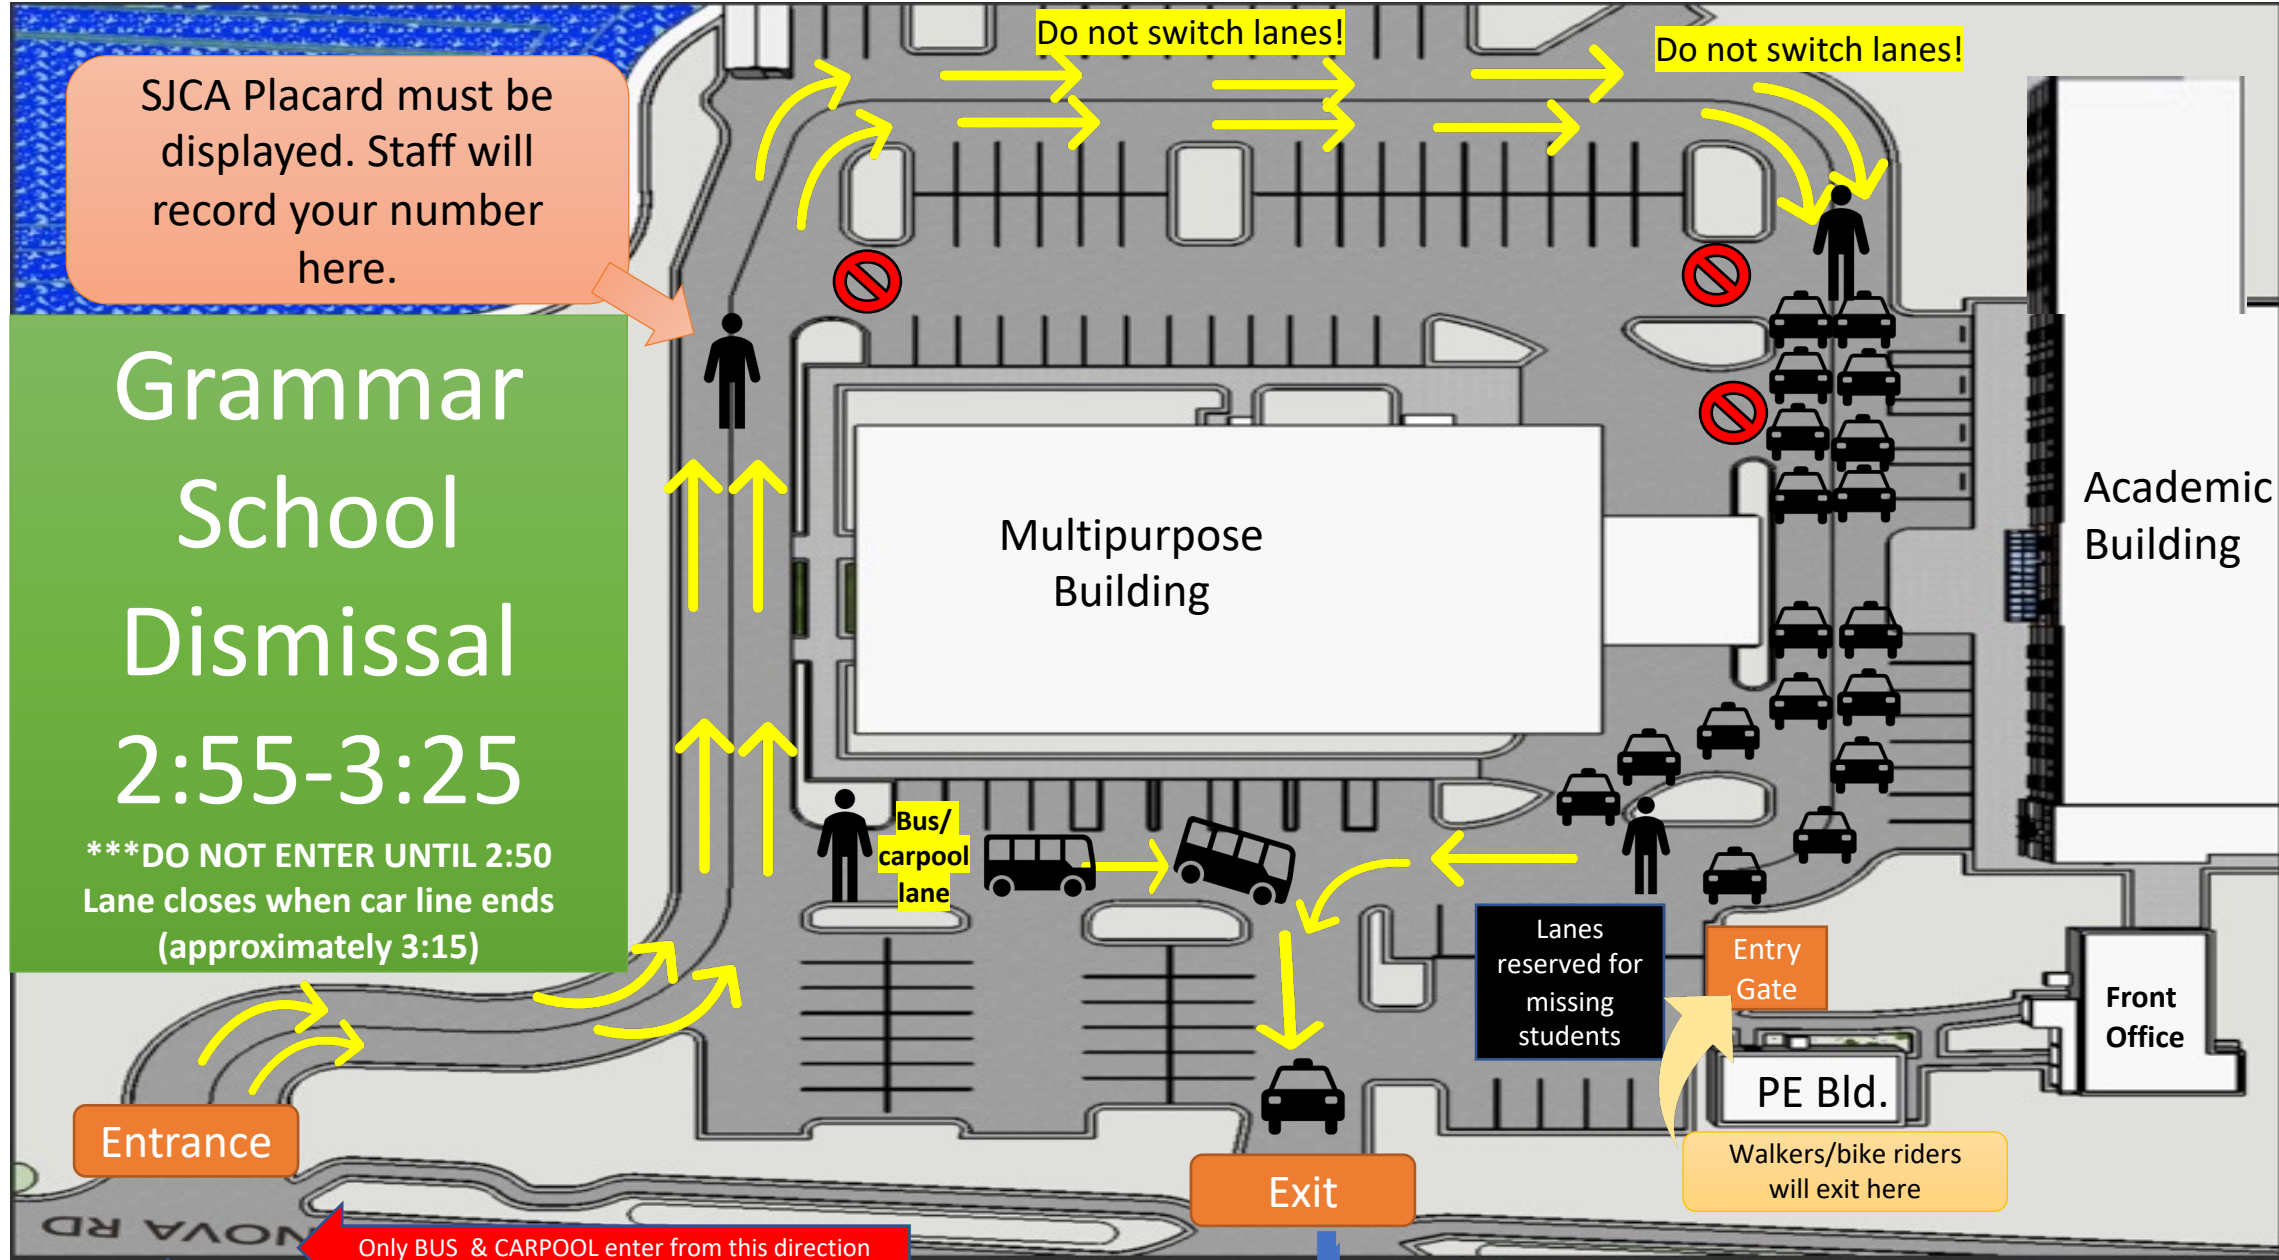 Do not switch lanes!
Do not switch lanes!
SJCA Placard must be
displayed. Staff will
record your number
here.
Grammar
School
Dismissal
2:55-3:25
***DO NOT ENTER UNTIL 2:50
Lane closes when car line ends
(approximately 3:15)
Multipurpose
Building
Academic
Building
Bus/
carpool
lane
Lanes
reserved for
missing
students
Entry
Gate
Front
Office
PE Bld.
Walkers/bike riders
will exit here
Entrance
Exit
NOVA RD
Only BUS & CARPOOL enter from this direction